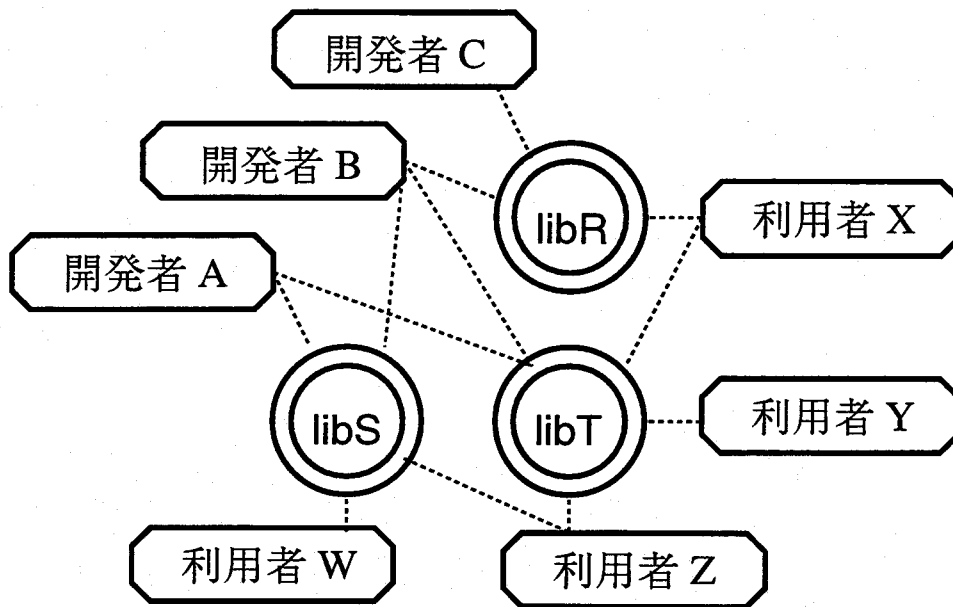 開発者 C
開発者 B
libR
利用者 X
開発者 A
libS
libT
利用者 Y
利用者 W
利用者 Z